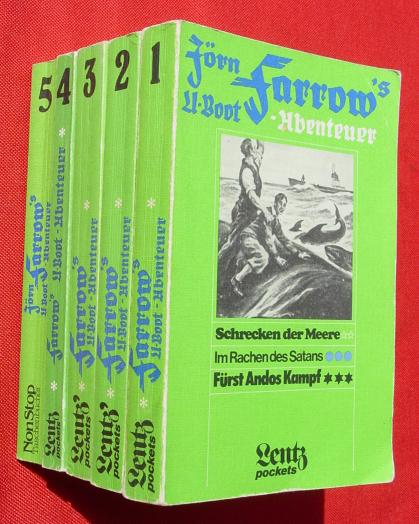 Jörn
Farrow's
U-Boot
-Abenteuer
Schrecken der Meere
Im Rachen des Satans
Fürst Andos Kampf ★★★
Lentz
pockets
1
Farrow's
U-Boot-Abenteuer
Lentz
pockets
2
Farrow's
U-Boot-Abenteuer
Lentz
pockets
3
Farrow's
U-Boot-Abenteuer
Lentz
pockets
4
Farrow's
U-Boot-Abenteuer
Lentz
pockets
5
Jörn
Farrow's
U-Boot-Abenteuer
NonStop
Taschenbücher